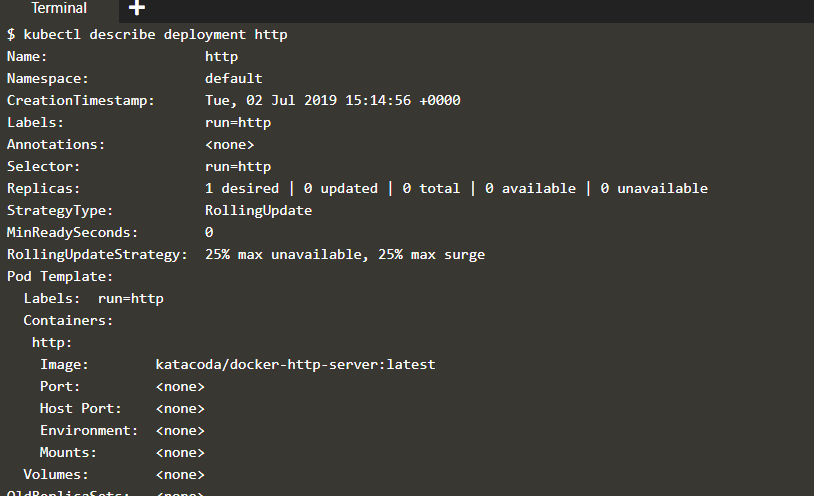 Terminal +
$ kubectl describe deployment http
Name: http
Namespace: default
CreationTimestamp: Tue, 02 Jul 2019 15:14:56 +0000
Labels: run=http
Annotations: <none>
Selector: run=http
Replicas: 1 desired | 0 updated | 0 total | 0 available | 0 unavailable
StrategyType: RollingUpdate
MinReadySeconds: 0
RollingUpdateStrategy: 25% max unavailable, 25% max surge
Pod Template:
Labels: run=http
Containers:
http:
Image: katacoda/docker-http-server:latest
Port: <none>
Host Port: <none>
Environment: <none>
Mounts: <none>
Volumes: <none>
OldReplicaSets: <none>